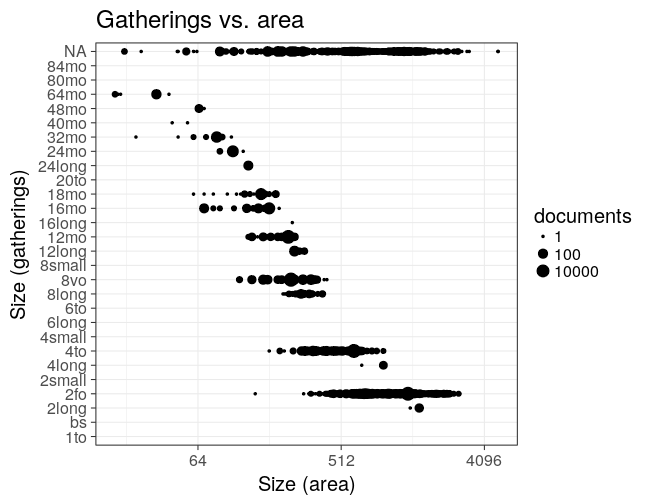 Gatherings vs. area
NA
84mo
80mo
64mo
48mo
40mo
32mo
24mo
24long
20to
18mo
16mo
16long
12mo
12long
8small
8vo
8long
6to
6long
4small
4to
4long
2small
2fo
2long
bs
1to
64
512
4096
Size (area)
Size (gatherings)
documents
1
100
10000